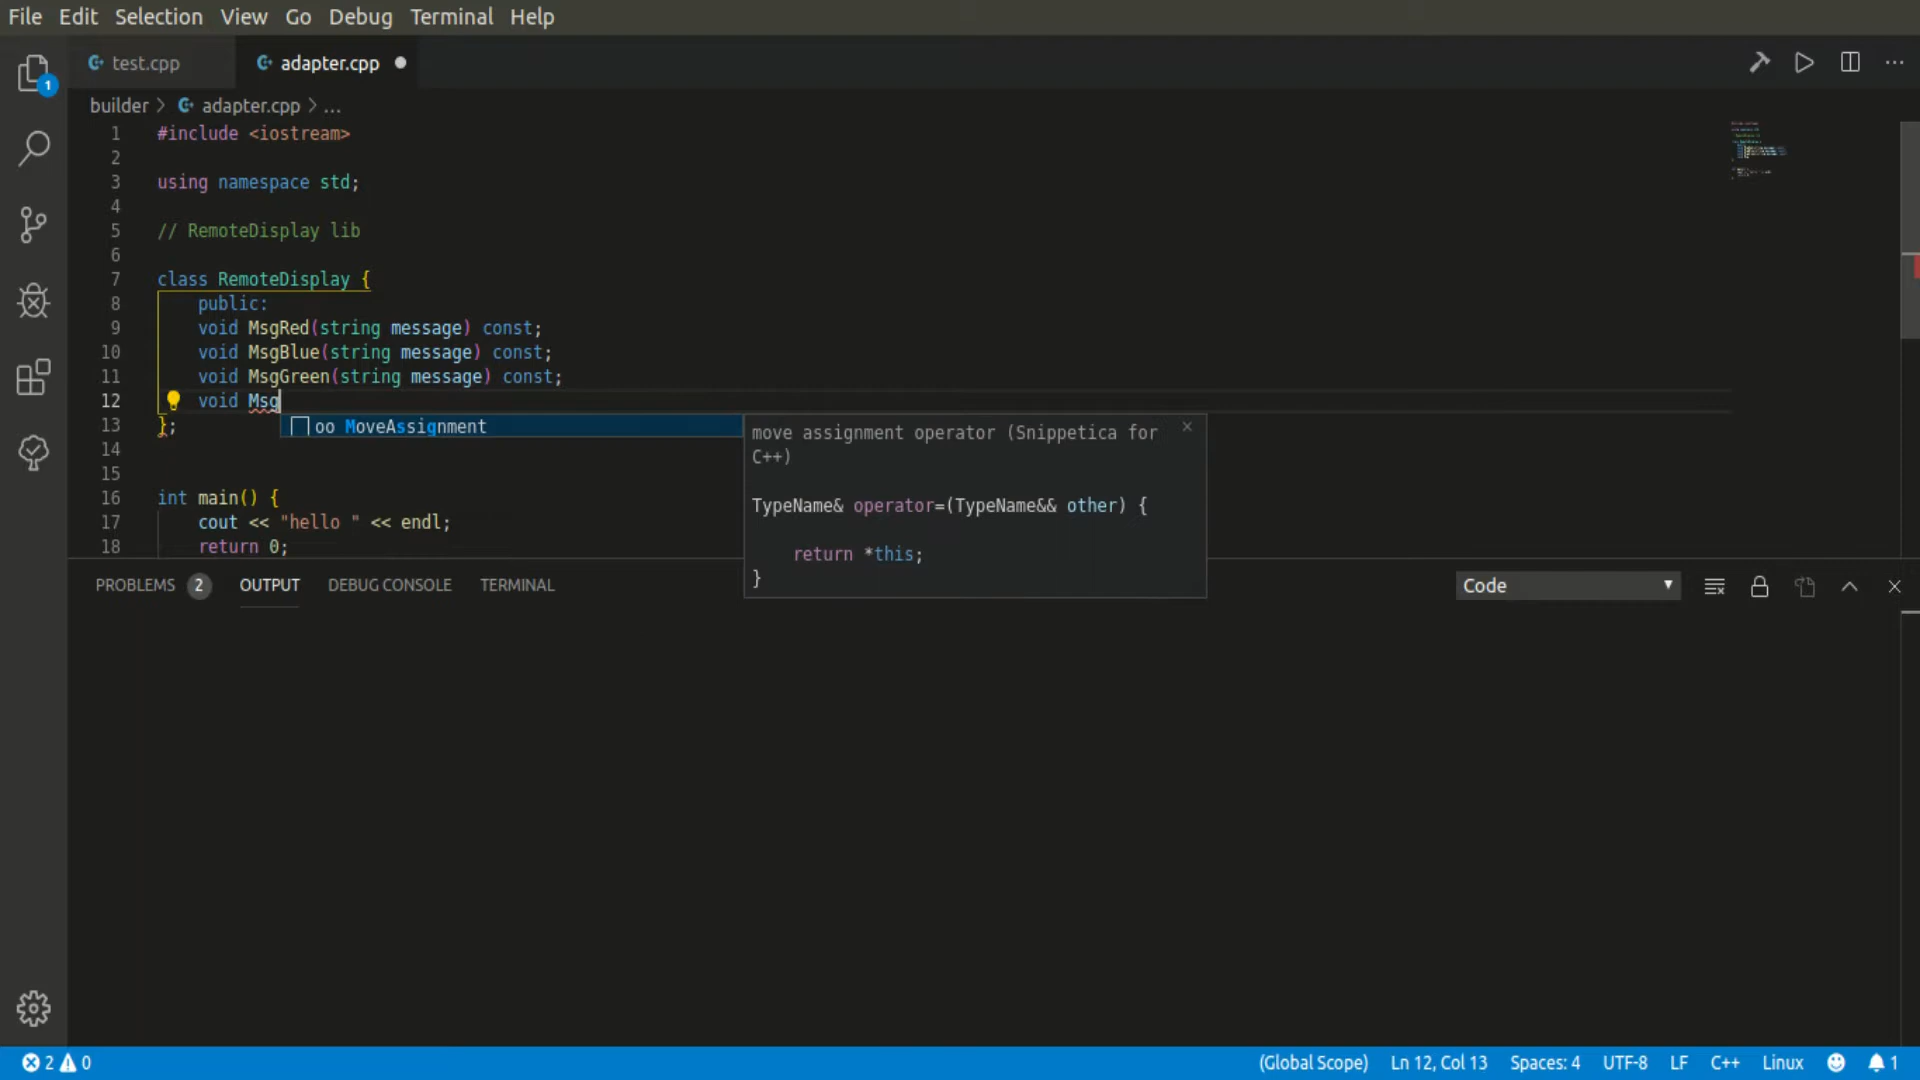 File Edit Selection View Go Debug Terminal Help
test.cpp adapter.cpp
1
builder > adapter.cpp > ...
1 #include <iostream>
2
3 using namespace std;
4
5 // RemoteDisplay lib
6
7 class RemoteDisplay {
8 public:
9 void MsgRed(string message) const;
10 void MsgBlue(string message) const;
11 void MsgGreen(string message) const;
12 void Msg
13 };
oo MoveAssignment
move assignment operator (Snippetica for
C++)
TypeName& operator=(TypeName&& other) {
return *this;
}
14
15
16 int main() {
17 cout << "hello " << endl;
18 return 0;
PROBLEMS 2 OUTPUT DEBUG CONSOLE TERMINAL Code
2 0 (Global Scope) Ln 12, Col 13 Spaces: 4 UTF-8 LF C++ Linux 1